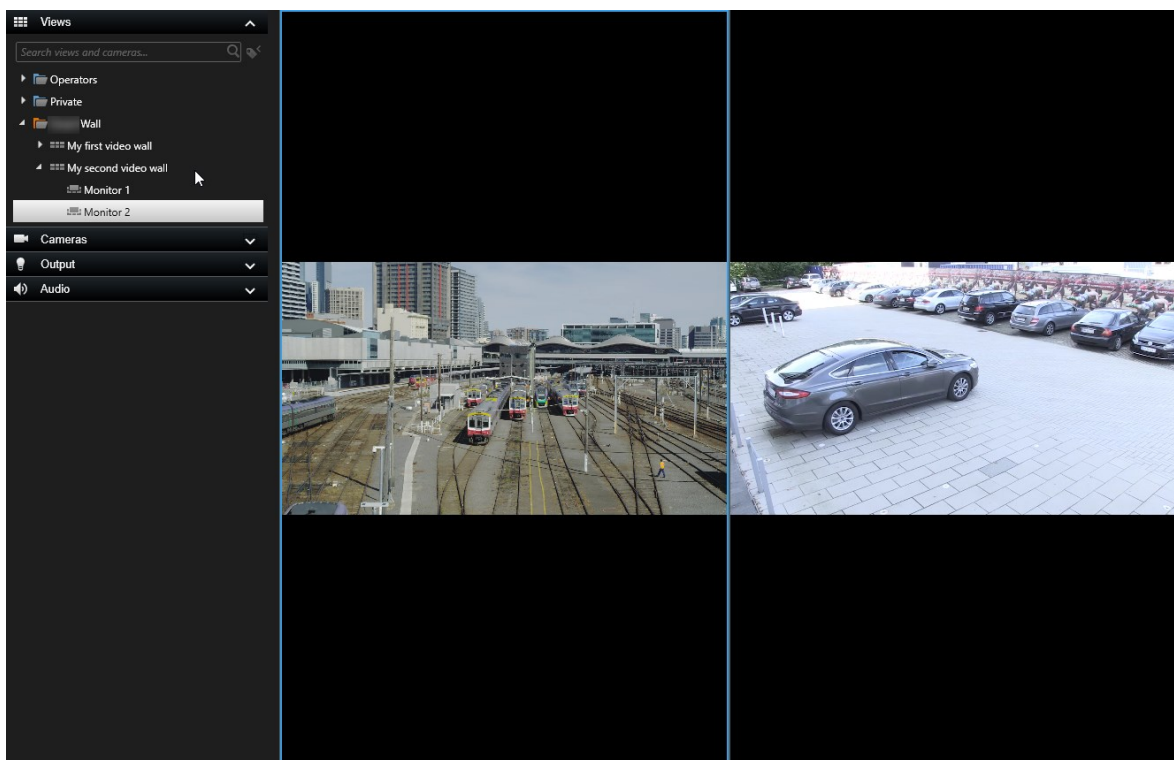 Views
Search views and cameras...
Operators
Private
Wall
My first video wall
My second video wall
Monitor 1
Monitor 2
Cameras
Output
Audio